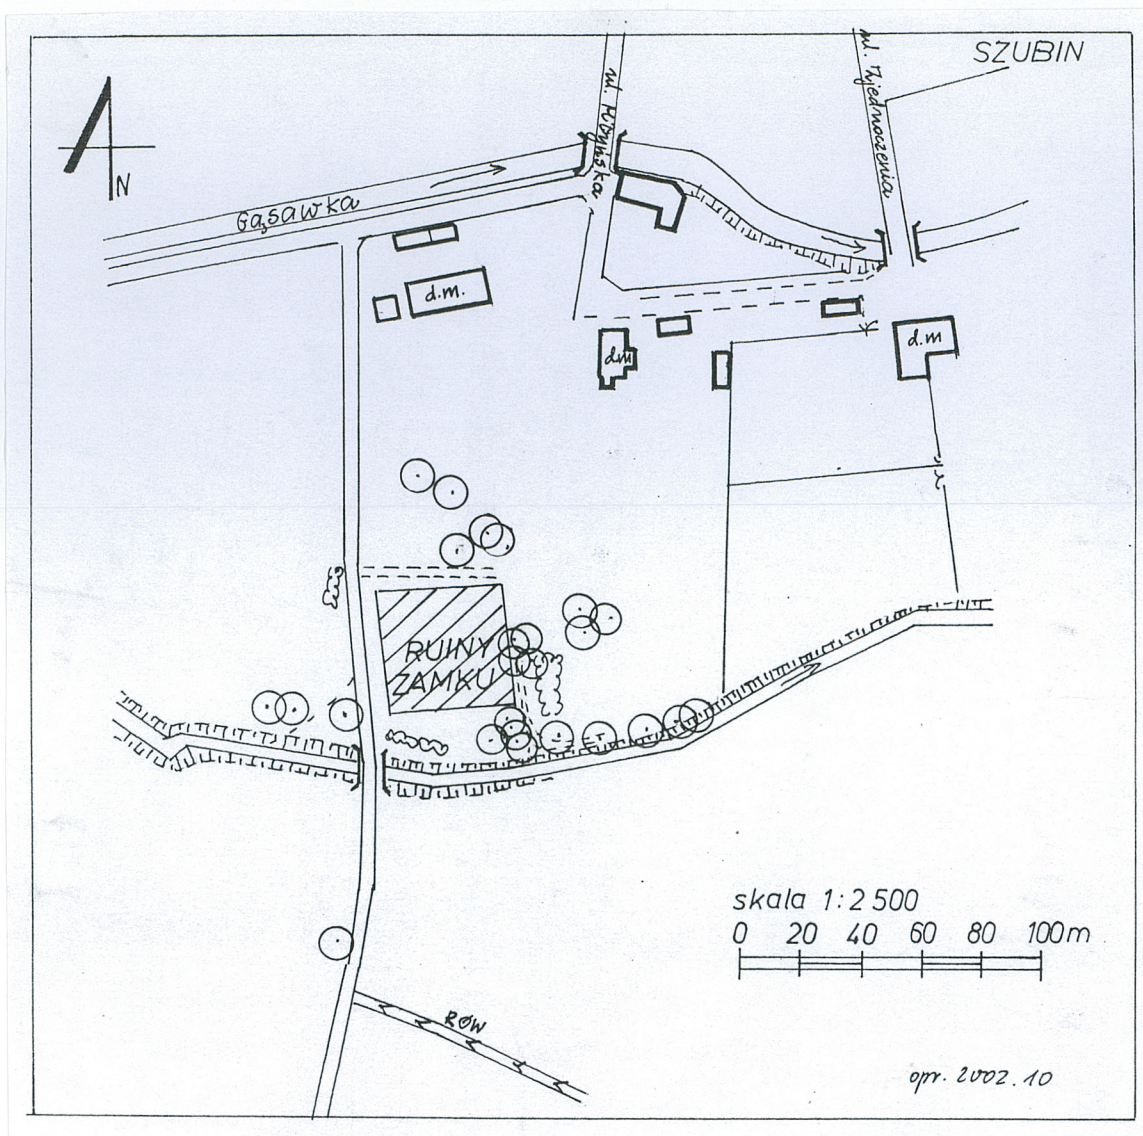 SZUBIN
ul. Młyńska
ul. Zjednoczenia
N
Gąsawka
d.m.
d.m
d.m
RUINY
ZAMKU
skala 1:2 500
0 20 40 60 80 100m
RÓW
opr. 2002.10